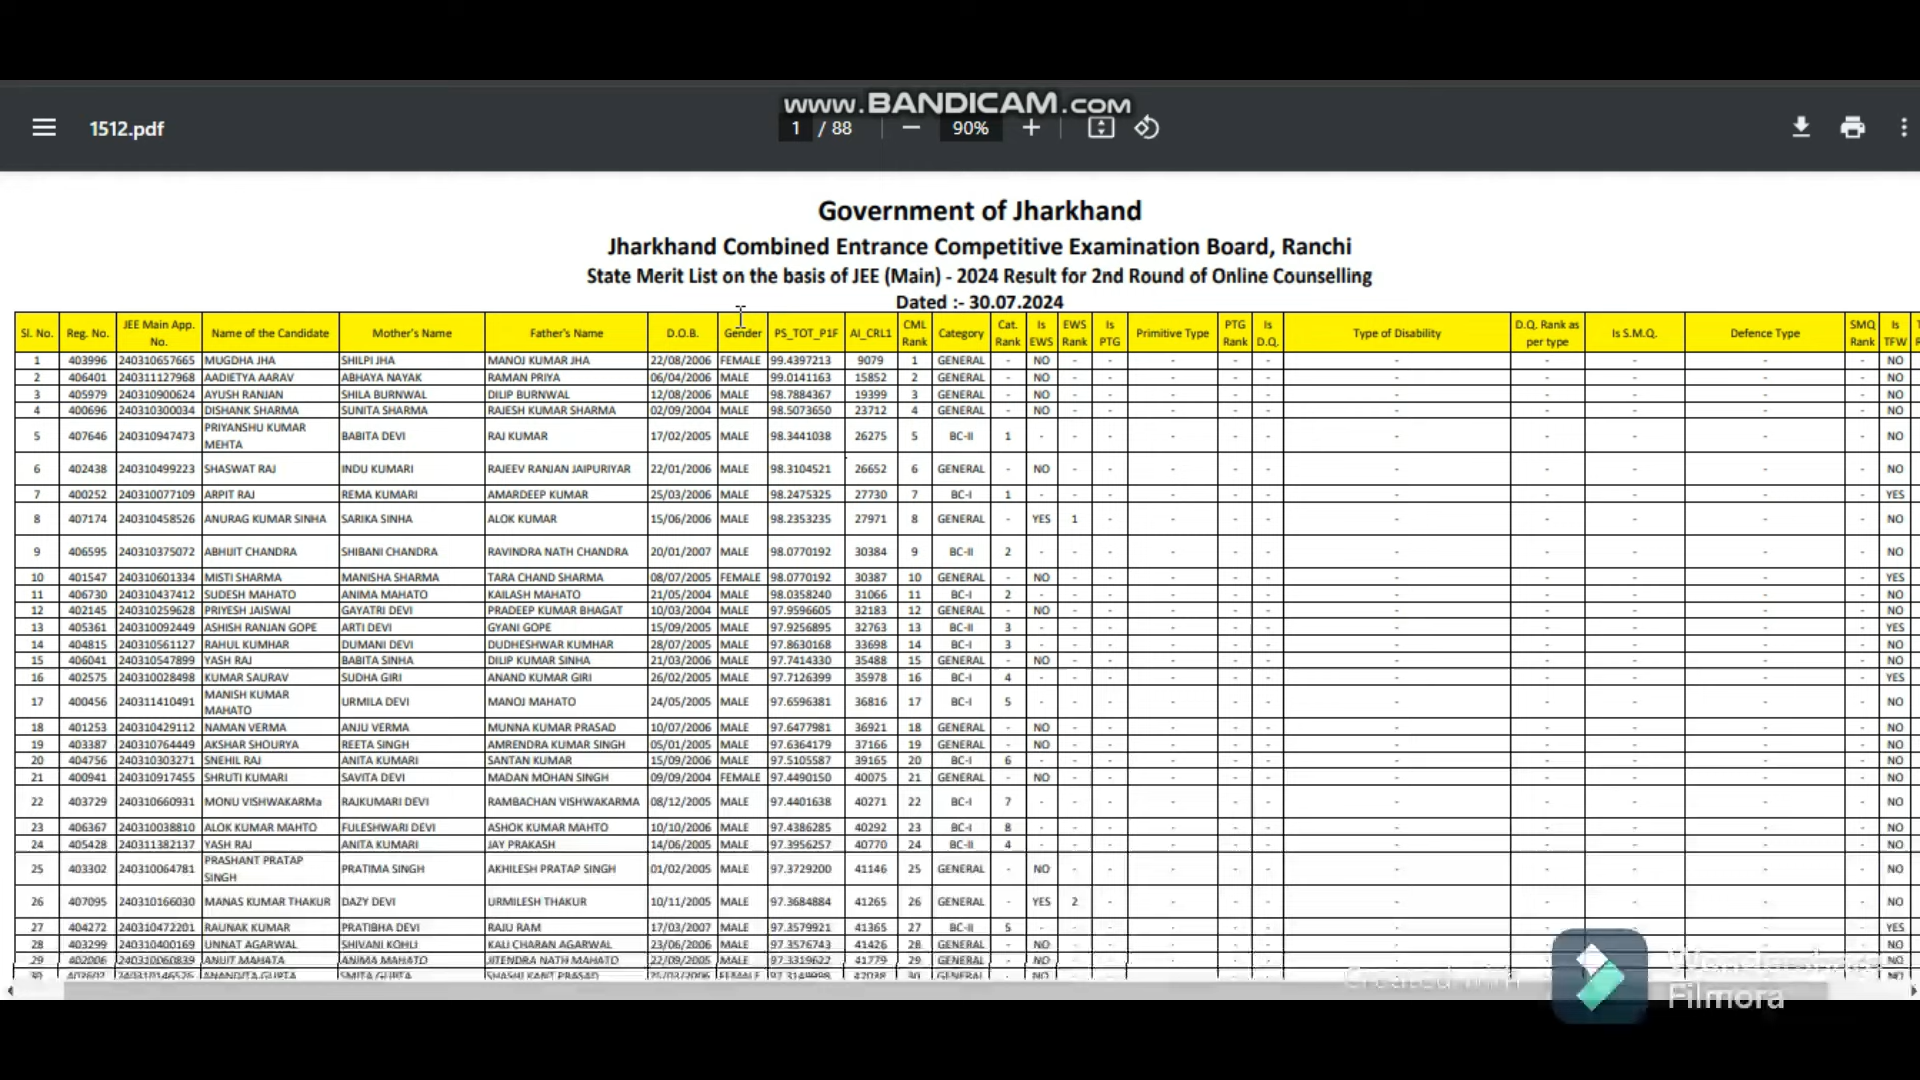 www.BANDICAM.com
1512.pdf 1 / 88 90%
Government of Jharkhand
Jharkhand Combined Entrance Competitive Examination Board, Ranchi
State Merit List on the basis of JEE (Main) - 2024 Result for 2nd Round of Online Counselling
Dated :- 30.07.2024
Sl. No. Reg. No. JEE Main App. No. Name of the Candidate Mother's Name Father's Name D.O.B. Gender PS_TOT_P1F AI_CRL1 CML Rank Category Cat. Rank Is EWS EWS Rank Is PTG Primitive Type PTG Rank Is D.Q. Type of Disability D.Q. Rank as per type Is S.M.Q. Defence Type SMQ Rank Is TFW
1 403996 240310657665 MUGDHA JHA SHILPI JHA MANOJ KUMAR JHA 22/08/2006 FEMALE 99.4397213 9079 1 GENERAL - NO - - - - - - - - - - NO
2 406401 240311127968 AADIETYA AARAV ABHAYA NAYAK RAMAN PRIYA 06/04/2006 MALE 99.0141163 15852 2 GENERAL - NO - - - - - - - - - - NO
3 405979 240310900624 AYUSH RANJAN SHILA BURNWAL DILIP BURNWAL 12/08/2006 MALE 98.7884367 19399 3 GENERAL - NO - - - - - - - - - - NO
4 400696 240310300034 DISHANK SHARMA SUNITA SHARMA RAJESH KUMAR SHARMA 02/09/2004 MALE 98.5073650 23712 4 GENERAL - NO - - - - - - - - - - NO
5 407646 240310947473 PRIYANSHU KUMAR MEHTA BABITA DEVI RAJ KUMAR 17/02/2005 MALE 98.3441038 26275 5 BC-II 1 - - - - - - - - - - - NO
6 402438 240310499223 SHASWAT RAJ INDU KUMARI RAJEEV RANJAN JAIPURIYAR 22/01/2006 MALE 98.3104521 26652 6 GENERAL - NO - - - - - - - - - - NO
7 400252 240310077109 ARPIT RAJ REMA KUMARI AMARDEEP KUMAR 25/03/2006 MALE 98.2475325 27730 7 BC-I 1 - - - - - - - - - - - YES
8 407174 240310458526 ANURAG KUMAR SINHA SARIKA SINHA ALOK KUMAR 15/06/2006 MALE 98.2353235 27971 8 GENERAL - YES 1 - - - - - - - - - NO
9 406595 240310375072 ABHIJIT CHANDRA SHIBANI CHANDRA RAVINDRA NATH CHANDRA 20/01/2007 MALE 98.0770192 30384 9 BC-II 2 - - - - - - - - - - - NO
10 401547 240310601334 MISTI SHARMA MANISHA SHARMA TARA CHAND SHARMA 08/07/2005 FEMALE 98.0770192 30387 10 GENERAL - NO - - - - - - - - - - YES
11 406730 240310437412 SUDESH MAHATO ANIMA MAHATO KAILASH MAHATO 21/05/2004 MALE 98.0358240 31066 11 BC-I 2 - - - - - - - - - - - NO
12 402145 240310259628 PRIYESH JAISWAl GAYATRI DEVI PRADEEP KUMAR BHAGAT 10/03/2004 MALE 97.9596605 32183 12 GENERAL - NO - - - - - - - - - - NO
13 405361 240310092449 ASHISH RANJAN GOPE ARTI DEVI GYANI GOPE 15/09/2005 MALE 97.9256895 32763 13 BC-II 3 - - - - - - - - - - - YES
14 404815 240310561127 RAHUL KUMHAR DUMANI DEVI DUDHESHWAR KUMHAR 28/07/2005 MALE 97.8630168 33698 14 BC-I 3 - - - - - - - - - - - NO
15 406041 240310547899 YASH RAJ BABITA SINHA DILIP KUMAR SINHA 21/03/2006 MALE 97.7414330 35488 15 GENERAL - NO - - - - - - - - - - NO
16 402575 240310028498 KUMAR SAURAV SUDHA GIRI ANAND KUMAR GIRI 26/02/2005 MALE 97.7126399 35978 16 BC-I 4 - - - - - - - - - - - YES
17 400456 240311410491 MANISH KUMAR MAHATO URMILA DEVI MANOJ MAHATO 24/05/2005 MALE 97.6596381 36816 17 BC-I 5 - - - - - - - - - - - NO
18 401253 240310429112 NAMAN VERMA ANJU VERMA MUNNA KUMAR PRASAD 10/07/2006 MALE 97.6477981 36921 18 GENERAL - NO - - - - - - - - - - NO
19 403387 240310764449 AKSHAR SHOURYA REETA SINGH AMRENDRA KUMAR SINGH 05/01/2005 MALE 97.6364179 37166 19 GENERAL - NO - - - - - - - - - - NO
20 404756 240310303271 SNEHIL RAJ ANITA KUMARI SANTAN KUMAR 15/09/2006 MALE 97.5105587 39165 20 BC-I 6 - - - - - - - - - - - NO
21 400941 240310917455 SHRUTI KUMARI SAVITA DEVI MADAN MOHAN SINGH 09/09/2004 FEMALE 97.4490150 40075 21 GENERAL - NO - - - - - - - - - - NO
22 403729 240310660931 MONU VISHWAKARMa RAJKUMARI DEVI RAMBACHAN VISHWAKARMA 08/12/2005 MALE 97.4401638 40271 22 BC-I 7 - - - - - - - - - - - NO
23 406367 240310038810 ALOK KUMAR MAHTO FULESHWARI DEVI ASHOK KUMAR MAHTO 10/10/2006 MALE 97.4386285 40292 23 BC-I 8 - - - - - - - - - - - NO
24 405428 240311382137 YASH RAJ ANITA KUMARI JAY PRAKASH 14/06/2005 MALE 97.3956257 40770 24 BC-II 4 - - - - - - - - - - - NO
25 403302 240310064781 PRASHANT PRATAP SINGH PRATIMA SINGH AKHILESH PRATAP SINGH 01/02/2005 MALE 97.3729200 41146 25 GENERAL - NO - - - - - - - - - - NO
26 407095 240310166030 MANAS KUMAR THAKUR DAZY DEVI URMILESH THAKUR 10/11/2005 MALE 97.3684884 41265 26 GENERAL - YES 2 - - - - - - - - - NO
27 404272 240310472201 RAUNAK KUMAR PRATIBHA DEVI RAJU RAM 17/03/2007 MALE 97.3579921 41365 27 BC-II 5 - - - - - - - - - - - YES
28 403299 240310400169 UNNAT AGARWAL SHIVANI KOHLI KALI CHARAN AGARWAL 23/06/2006 MALE 97.3576743 41426 28 GENERAL - NO - - - - - - - - - - NO
29 402006 240310060839 ANUJIT MAHATA ANIMA MAHATO JITENDRA NATH MAHATO 22/09/2005 MALE 97.3319622 41779 29 GENERAL - NO - - - - - - - - - - NO
30 ANANDITA GUPTA SMITA GUPTA SHASHI KANT PRASAD FEMALE 42038 30 GENERAL - NO
Created with Wondershare
Filmora